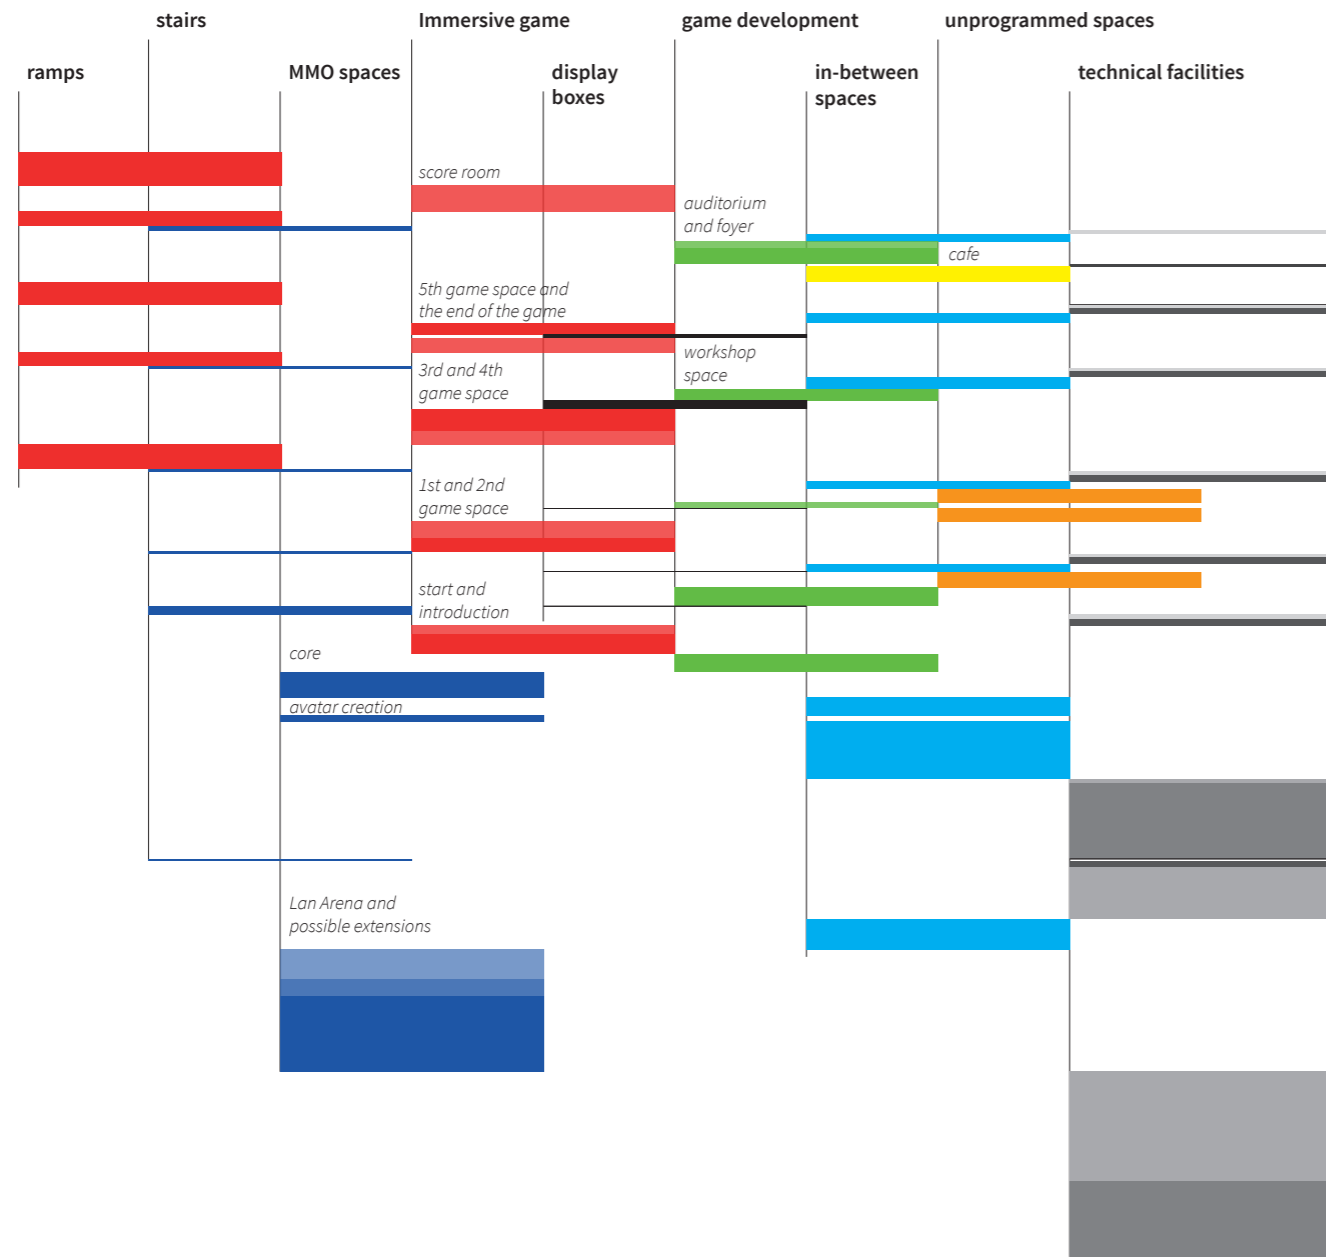 stairs
Immersive game
game development
unprogrammed spaces
ramps
MMO spaces
display
boxes
in-between
spaces
technical facilities
score room
auditorium
and foyer
cafe
5th game space and
the end of the game
workshop
space
3rd and 4th
game space
1st and 2nd
game space
start and
introduction
core
avatar creation
Lan Arena and
possible extensions